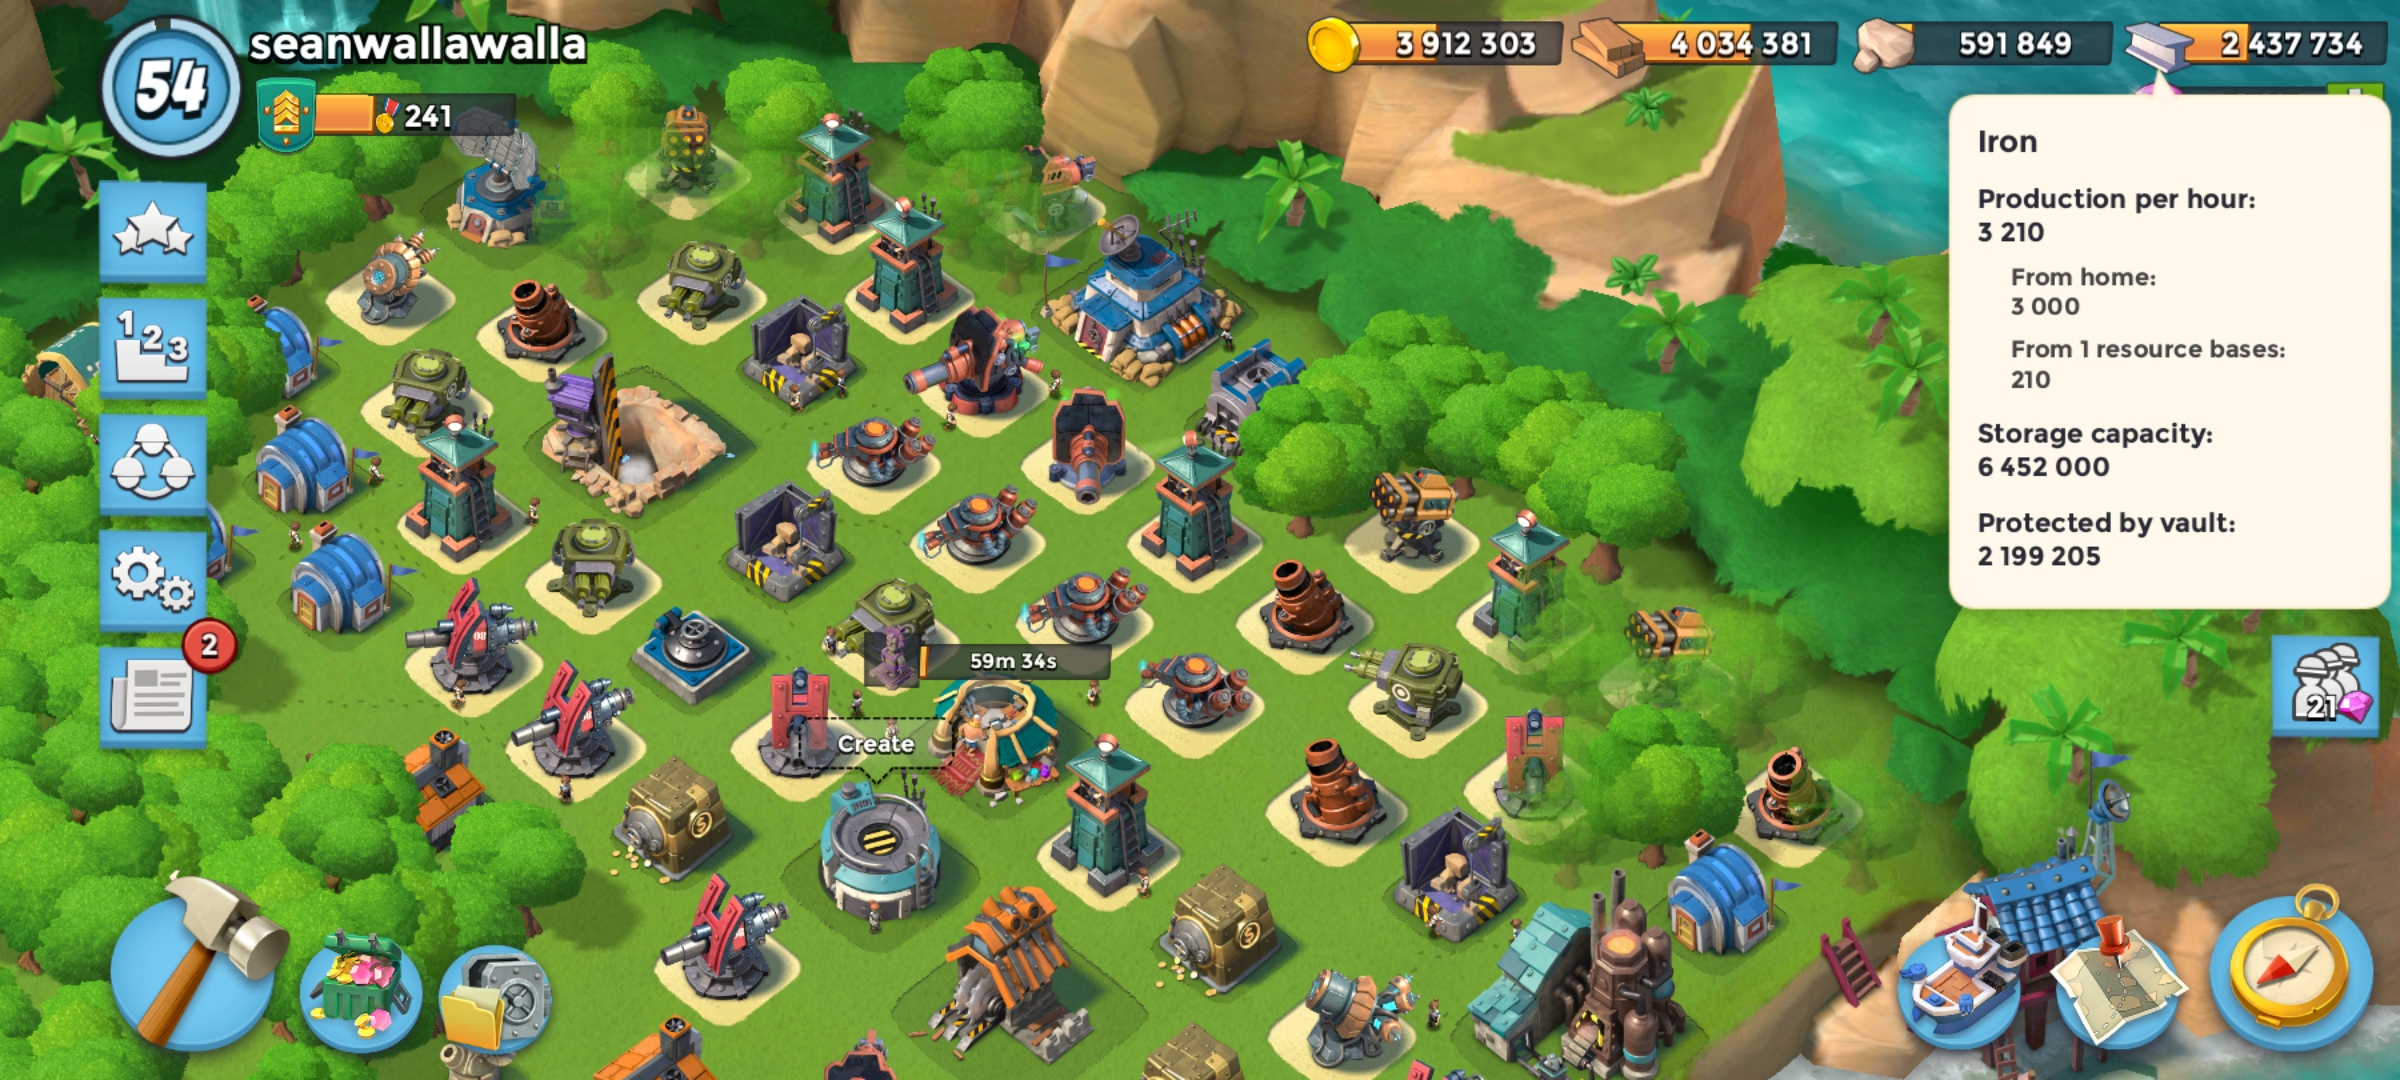 54
seanwallawalla
241
3 912 303
4 034 381
591 849
2 437 734
Iron
Production per hour:
3 210
From home:
3 000
From 1 resource bases:
210
Storage capacity:
6 452 000
Protected by vault:
2 199 205
1 2 3
2
59m 34s
Create
21